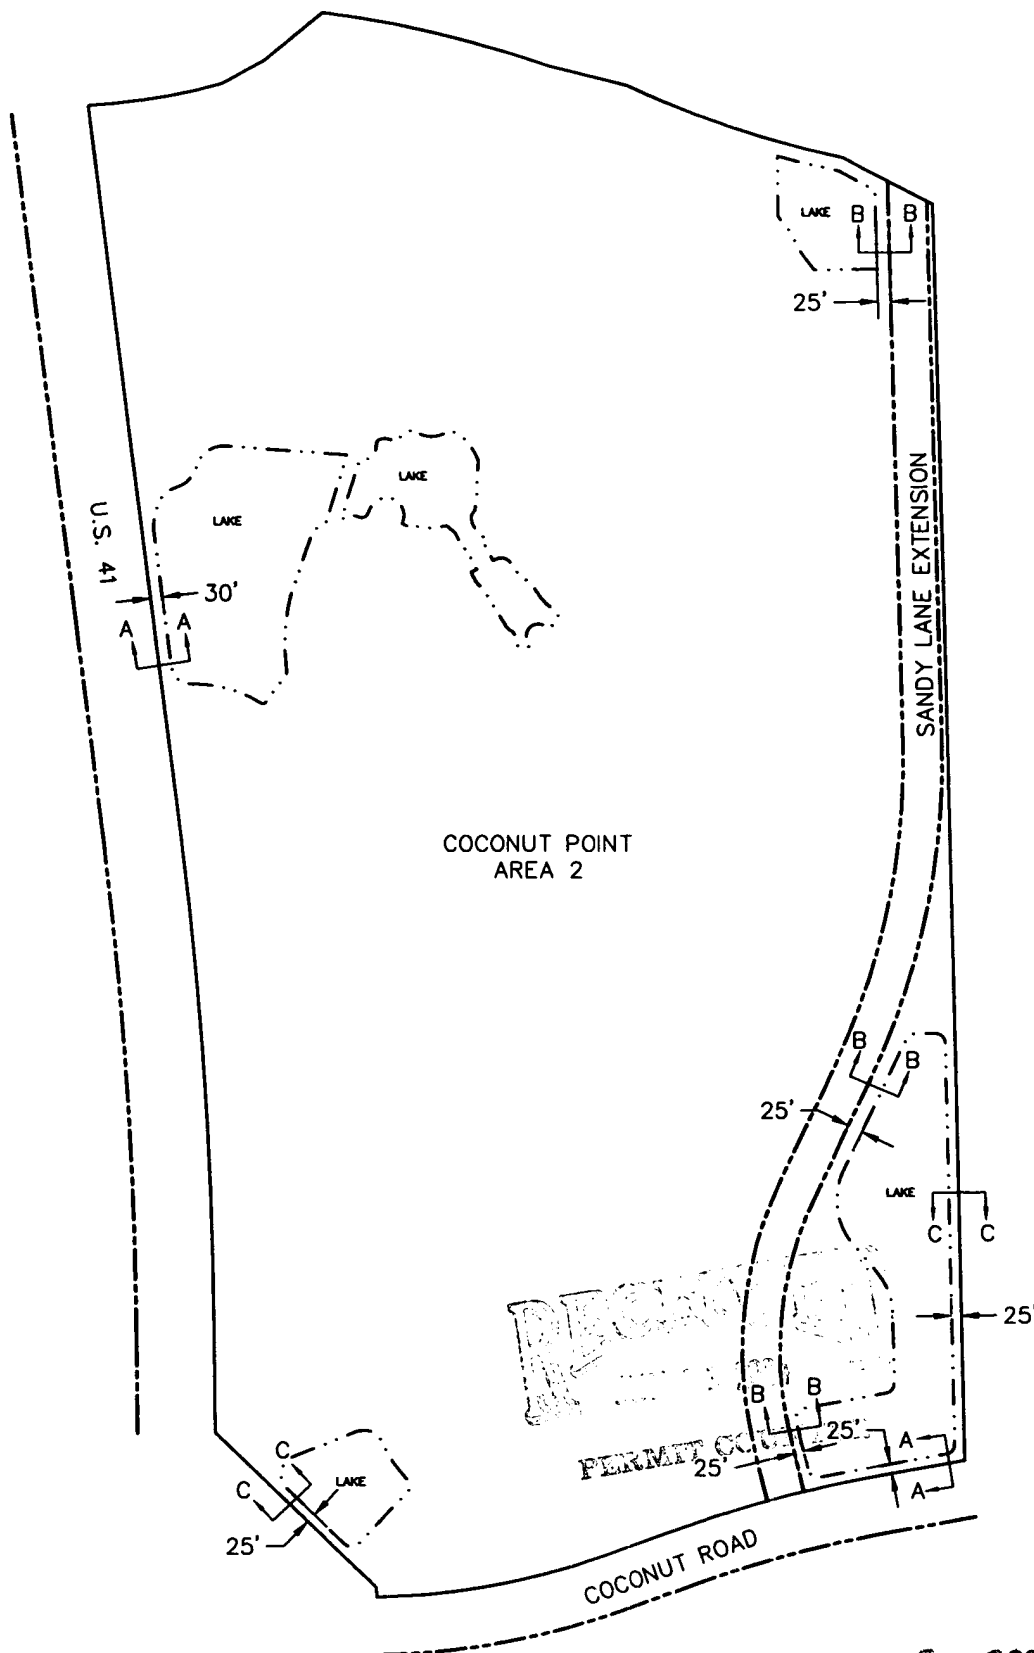 LAKE
B B
25'
SANDY LANE EXTENSION
LAKE
LAKE
U.S. 41
30'
A A
COCONUT POINT
AREA 2
B
B
25'
LAKE
C C
25'
B B
25'
25'
PERMIT
A
A
C
C
LAKE
25'
COCONUT ROAD